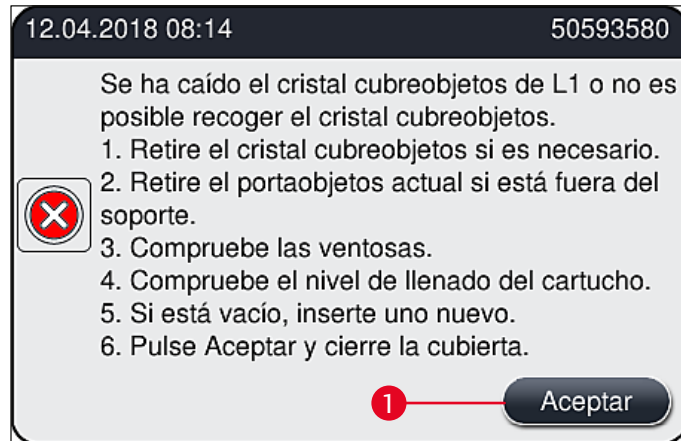 12.04.2018 08:14 50593580
Se ha caído el cristal cubreobjetos de L1 o no es
posible recoger el cristal cubreobjetos.
1. Retire el cristal cubreobjetos si es necesario.
2. Retire el portaobjetos actual si está fuera del
soporte.
3. Compruebe las ventosas.
4. Compruebe el nivel de llenado del cartucho.
5. Si está vacío, inserte uno nuevo.
6. Pulse Aceptar y cierre la cubierta.
1 Aceptar